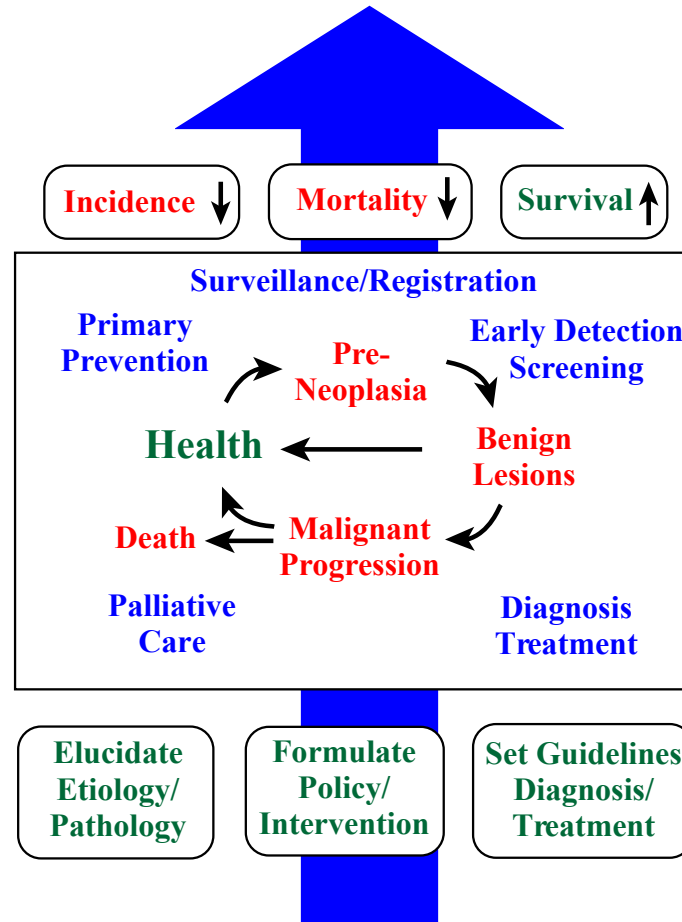 Incidence
Mortality
Survival
Surveillance/Registration
Primary
Prevention
Early Detection
Screening
Pre-
Neoplasia
Health
Benign
Lesions
Death
Malignant
Progression
Palliative
Care
Diagnosis
Treatment
Elucidate
Etiology/
Pathology
Formulate
Policy/
Intervention
Set Guidelines
Diagnosis/
Treatment